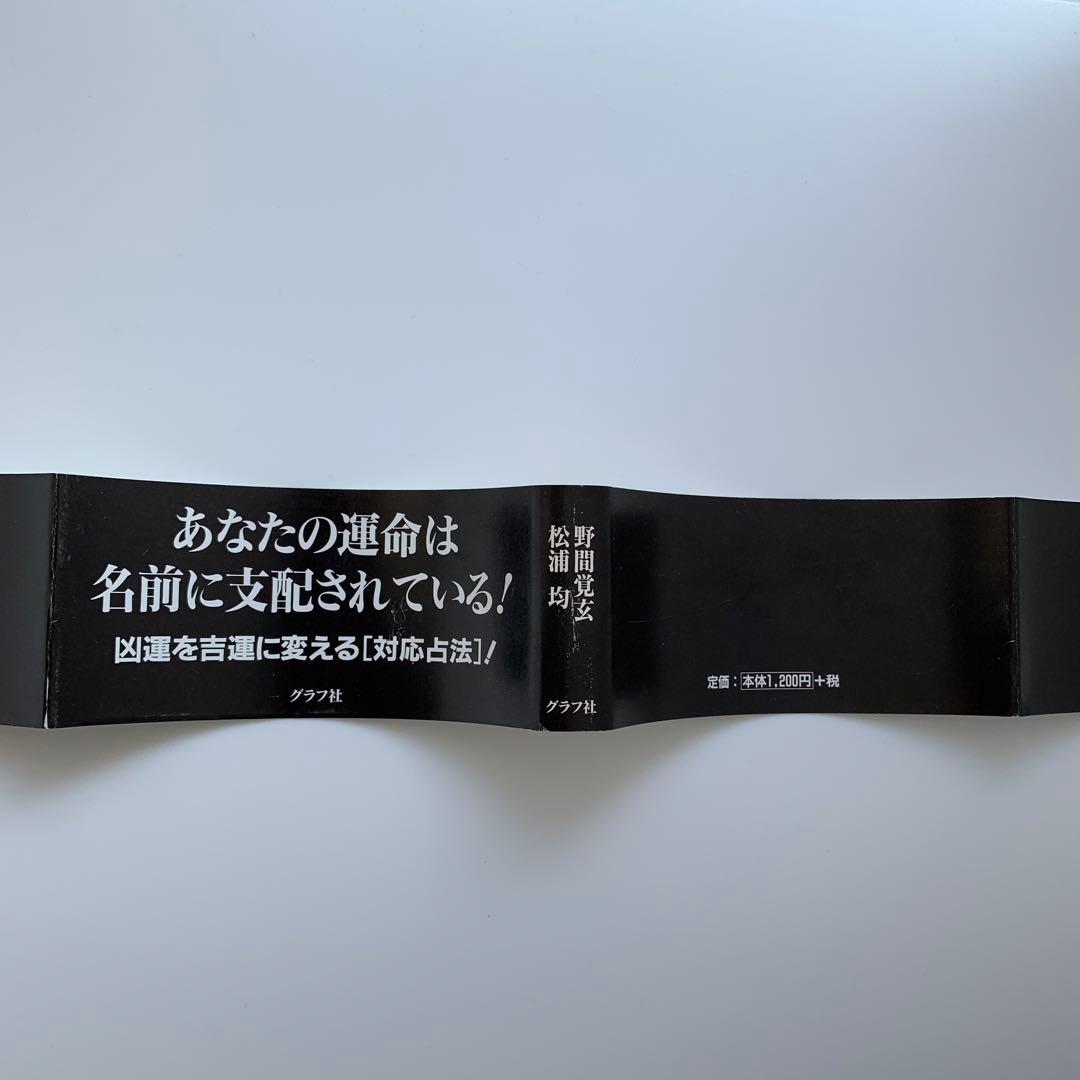 あなたの運命は
名前に支配されている!
凶運を吉運に変える[対応占法]!
グラフ社
野間覚玄
松浦 均
グラフ社
定価:本体1,200円+税